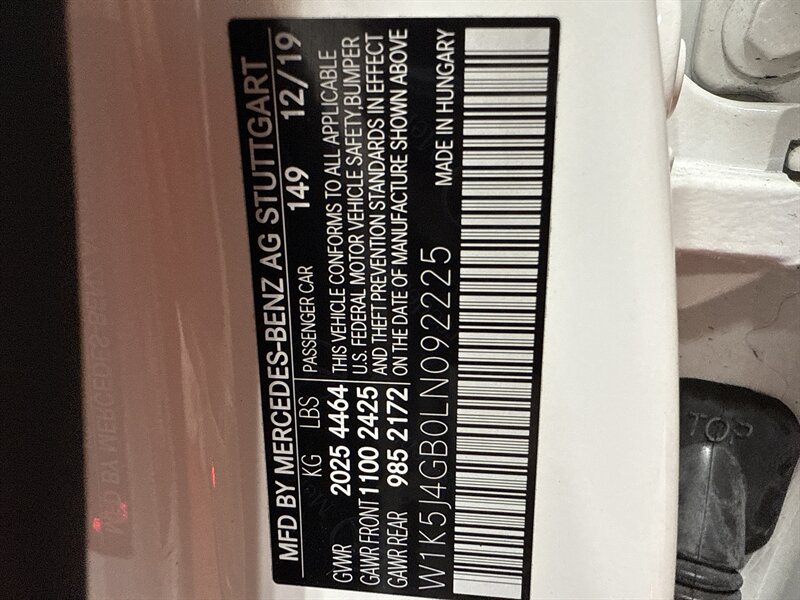 MFD BY MERCEDES-BENZ AG STUTTGART
KG LBS PASSENGER CAR 149 12/19
GVWR 2025 4464 THIS VEHICLE CONFORMS TO ALL APPLICABLE
GAWR FRONT 1100 2425 U.S. FEDERAL MOTOR VEHICLE SAFETY, BUMPER
GAWR REAR 985 2172 AND THEFT PREVENTION STANDARDS IN EFFECT
ON THE DATE OF MANUFACTURE SHOWN ABOVE
W1K5J4GB0LN092225 MADE IN HUNGARY
TOP